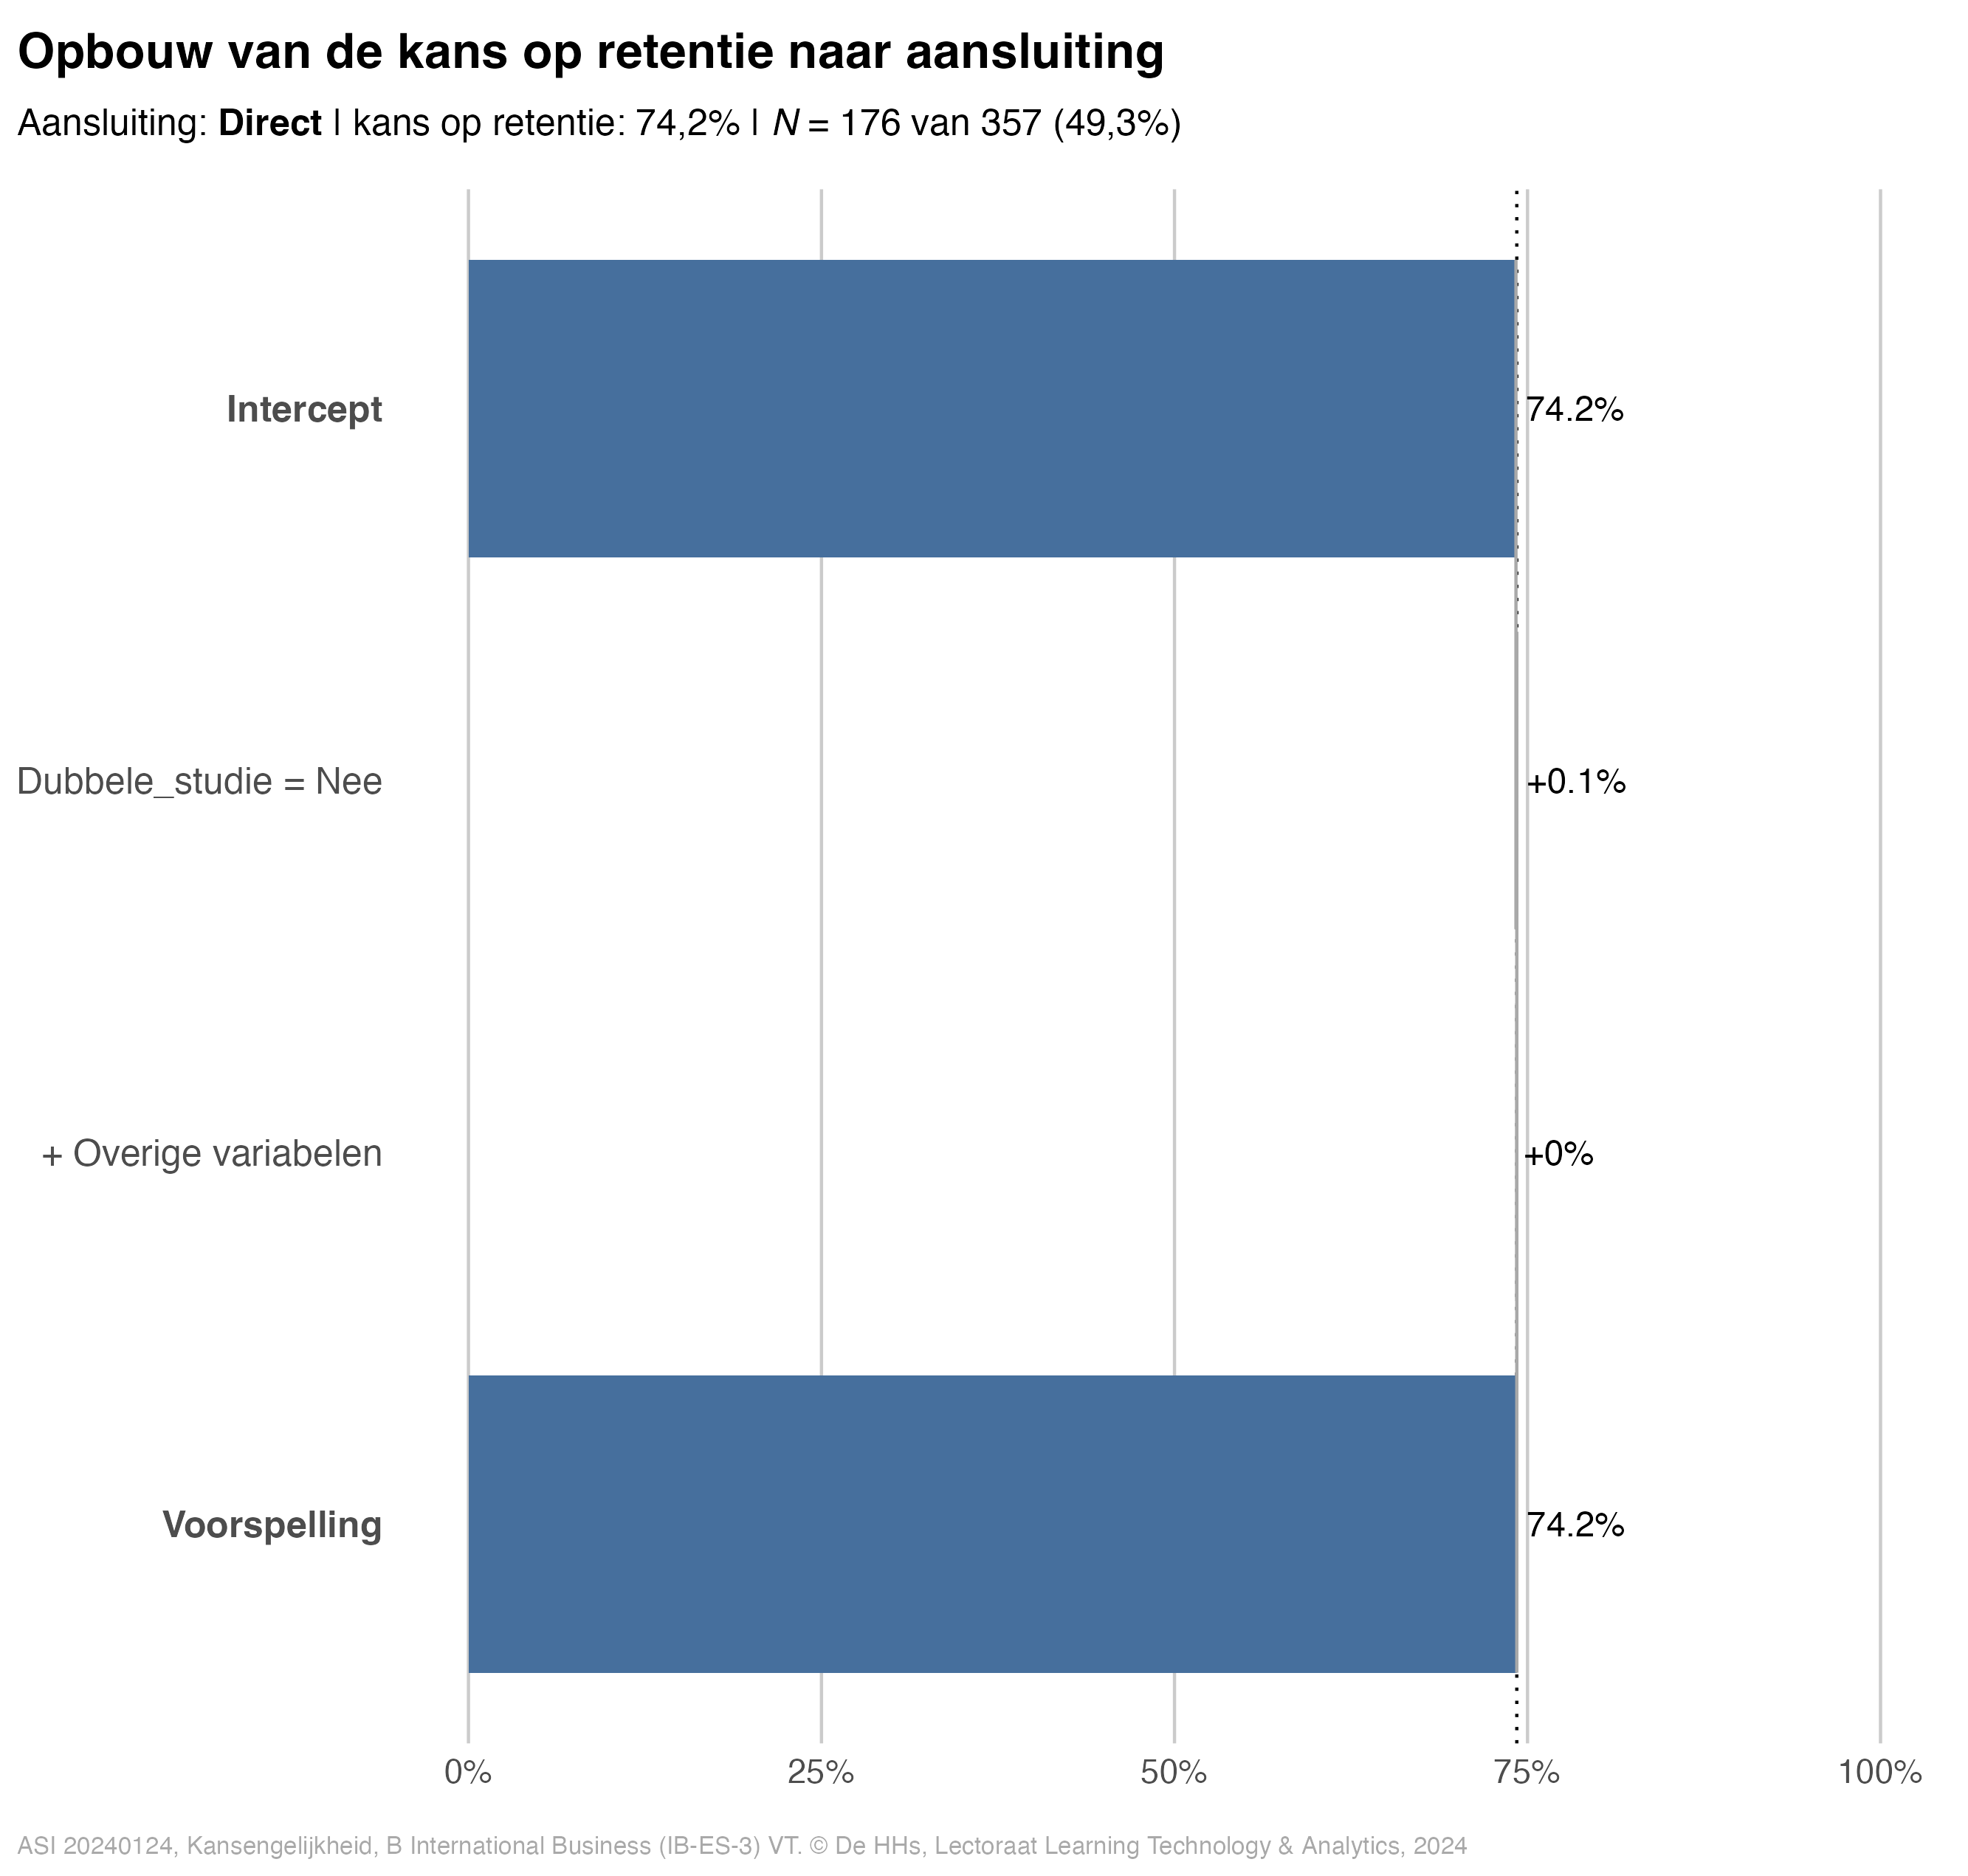 Opbouw van de kans op retentie naar aansluiting
Aansluiting: Direct | kans op retentie: 74,2% | N = 176 van 357 (49,3%)
Intercept
74.2%
Dubbele_studie = Nee
+0.1%
+ Overige variabelen
+0%
Voorspelling
74.2%
0%
25%
50%
75%
100%
ASI 20240124, Kansengelijkheid, B International Business (IB-ES-3) VT. © De HHs, Lectoraat Learning Technology & Analytics, 2024